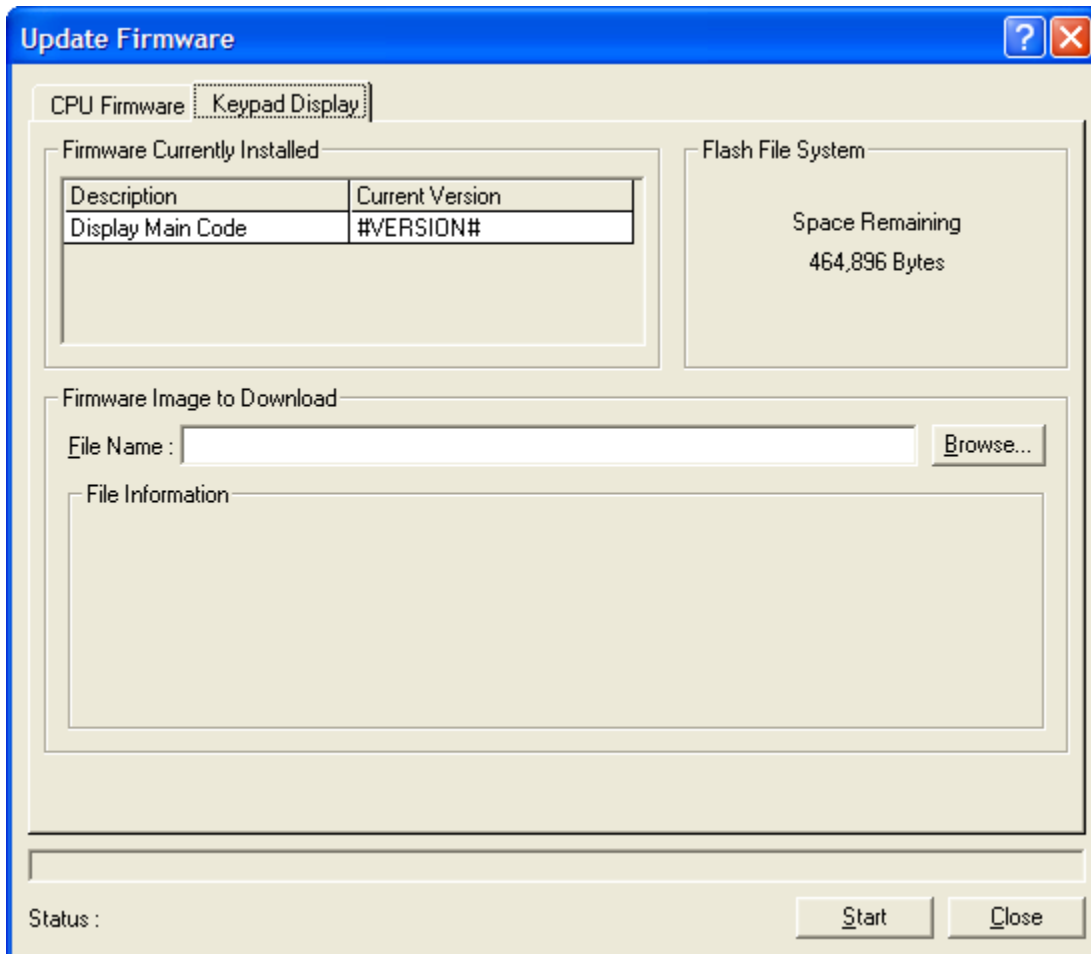 Update Firmware
CPU Firmware Keypad Display
Firmware Currently Installed
Description Current Version
Display Main Code #VERSION#
Flash File System
Space Remaining
464,896 Bytes
Firmware Image to Download
File Name : Browse...
File Information
Status : Start Close